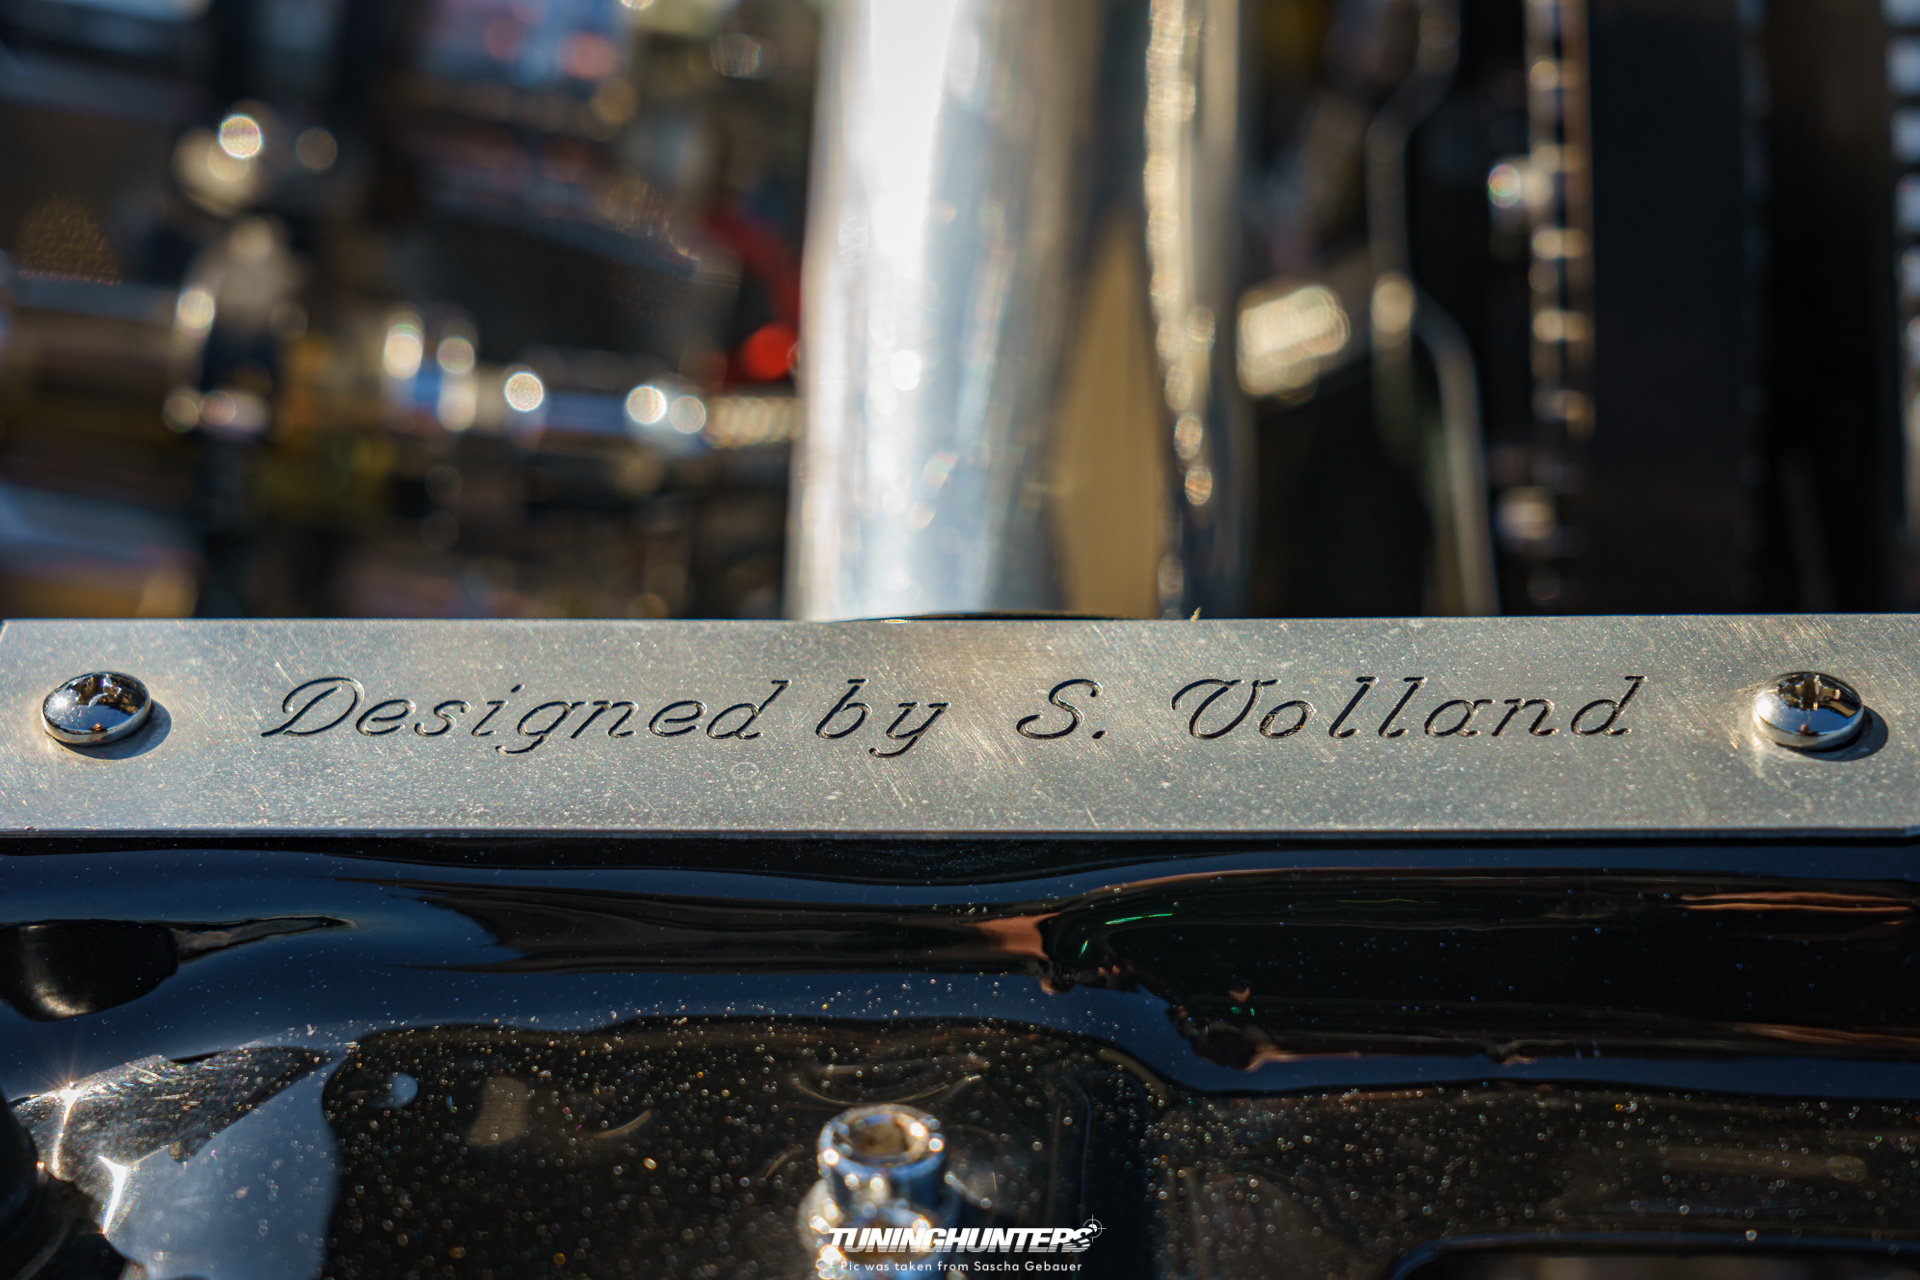 Designed by S. Volland
TUNINGHUNTERS
Pic was taken from Sascha Gebauer